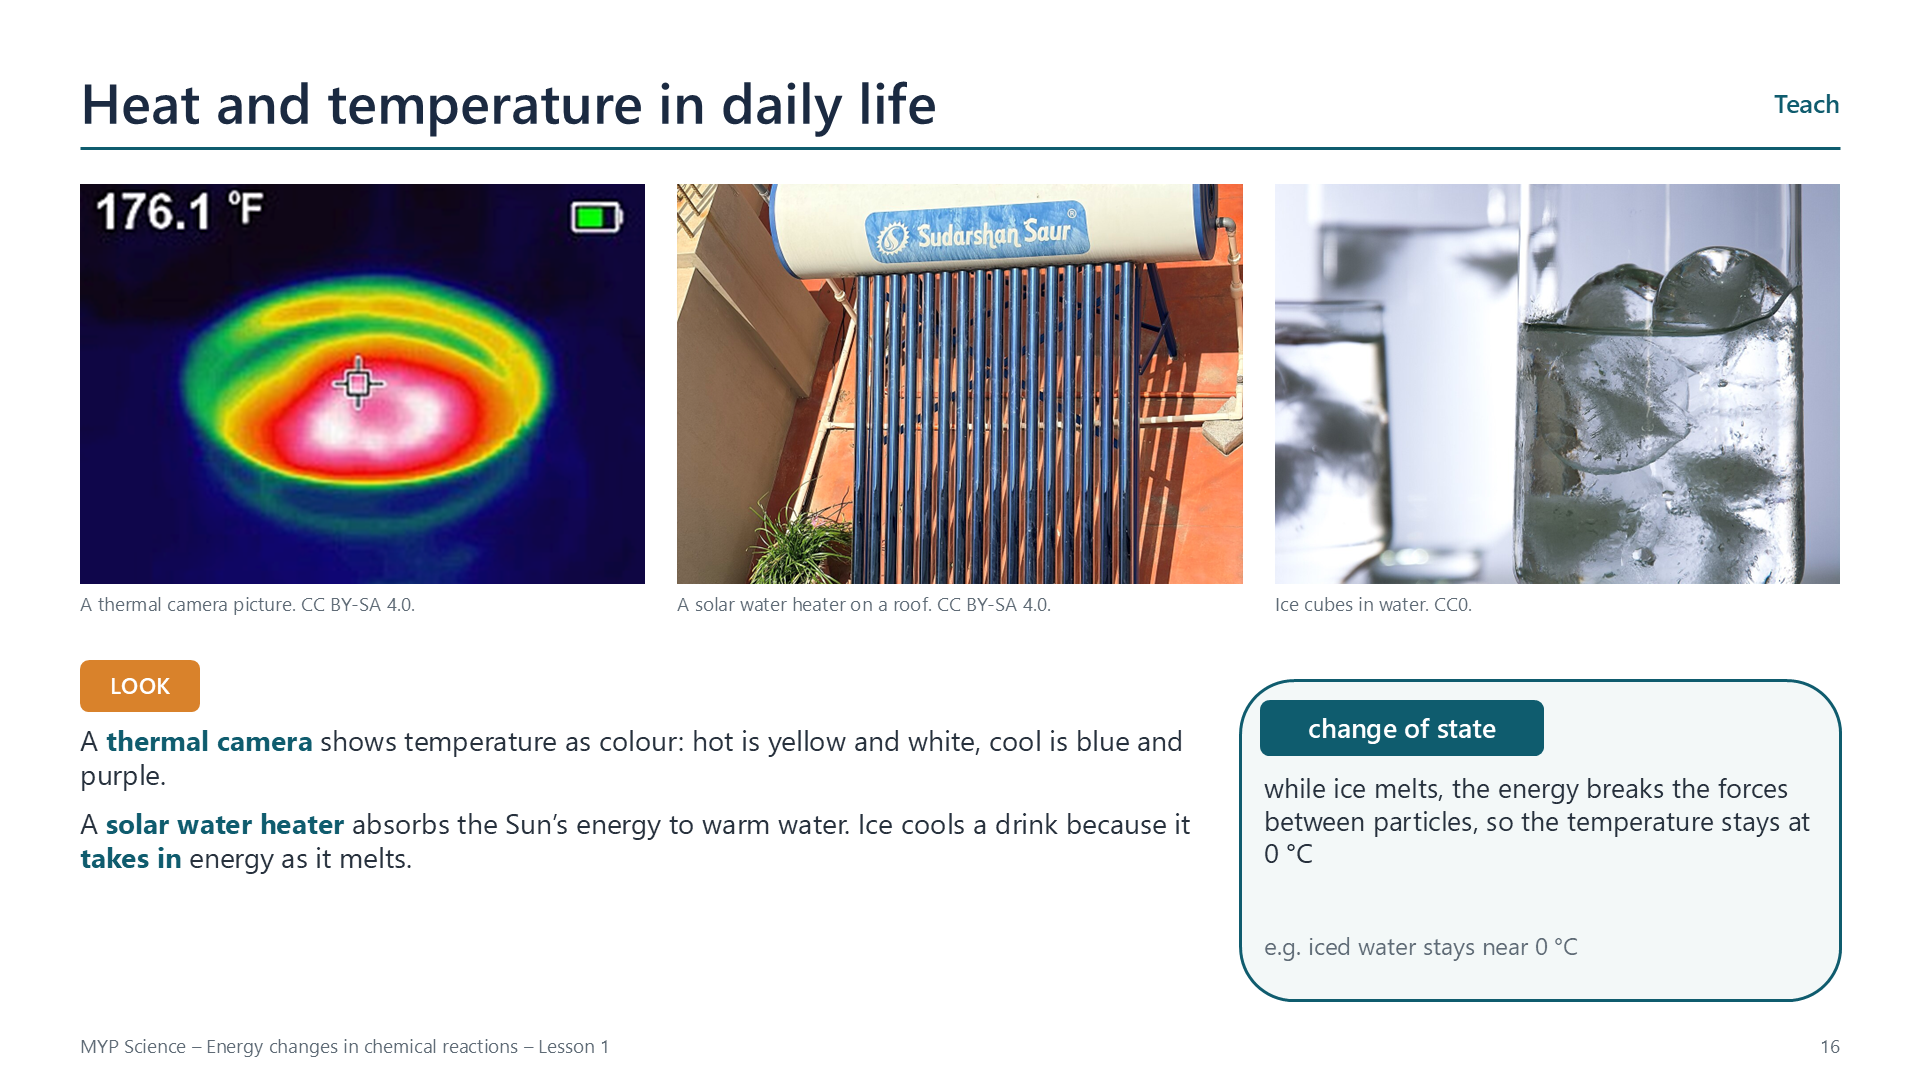 Heat and temperature in daily life
Teach
176.1 °F
Sudarshan Saur ®
A thermal camera picture. CC BY-SA 4.0.
A solar water heater on a roof. CC BY-SA 4.0.
Ice cubes in water. CC0.
LOOK
A thermal camera shows temperature as colour: hot is yellow and white, cool is blue and
purple.
A solar water heater absorbs the Sun’s energy to warm water. Ice cools a drink because it
takes in energy as it melts.
change of state
while ice melts, the energy breaks the forces
between particles, so the temperature stays at
0 °C
e.g. iced water stays near 0 °C
MYP Science – Energy changes in chemical reactions – Lesson 1
16